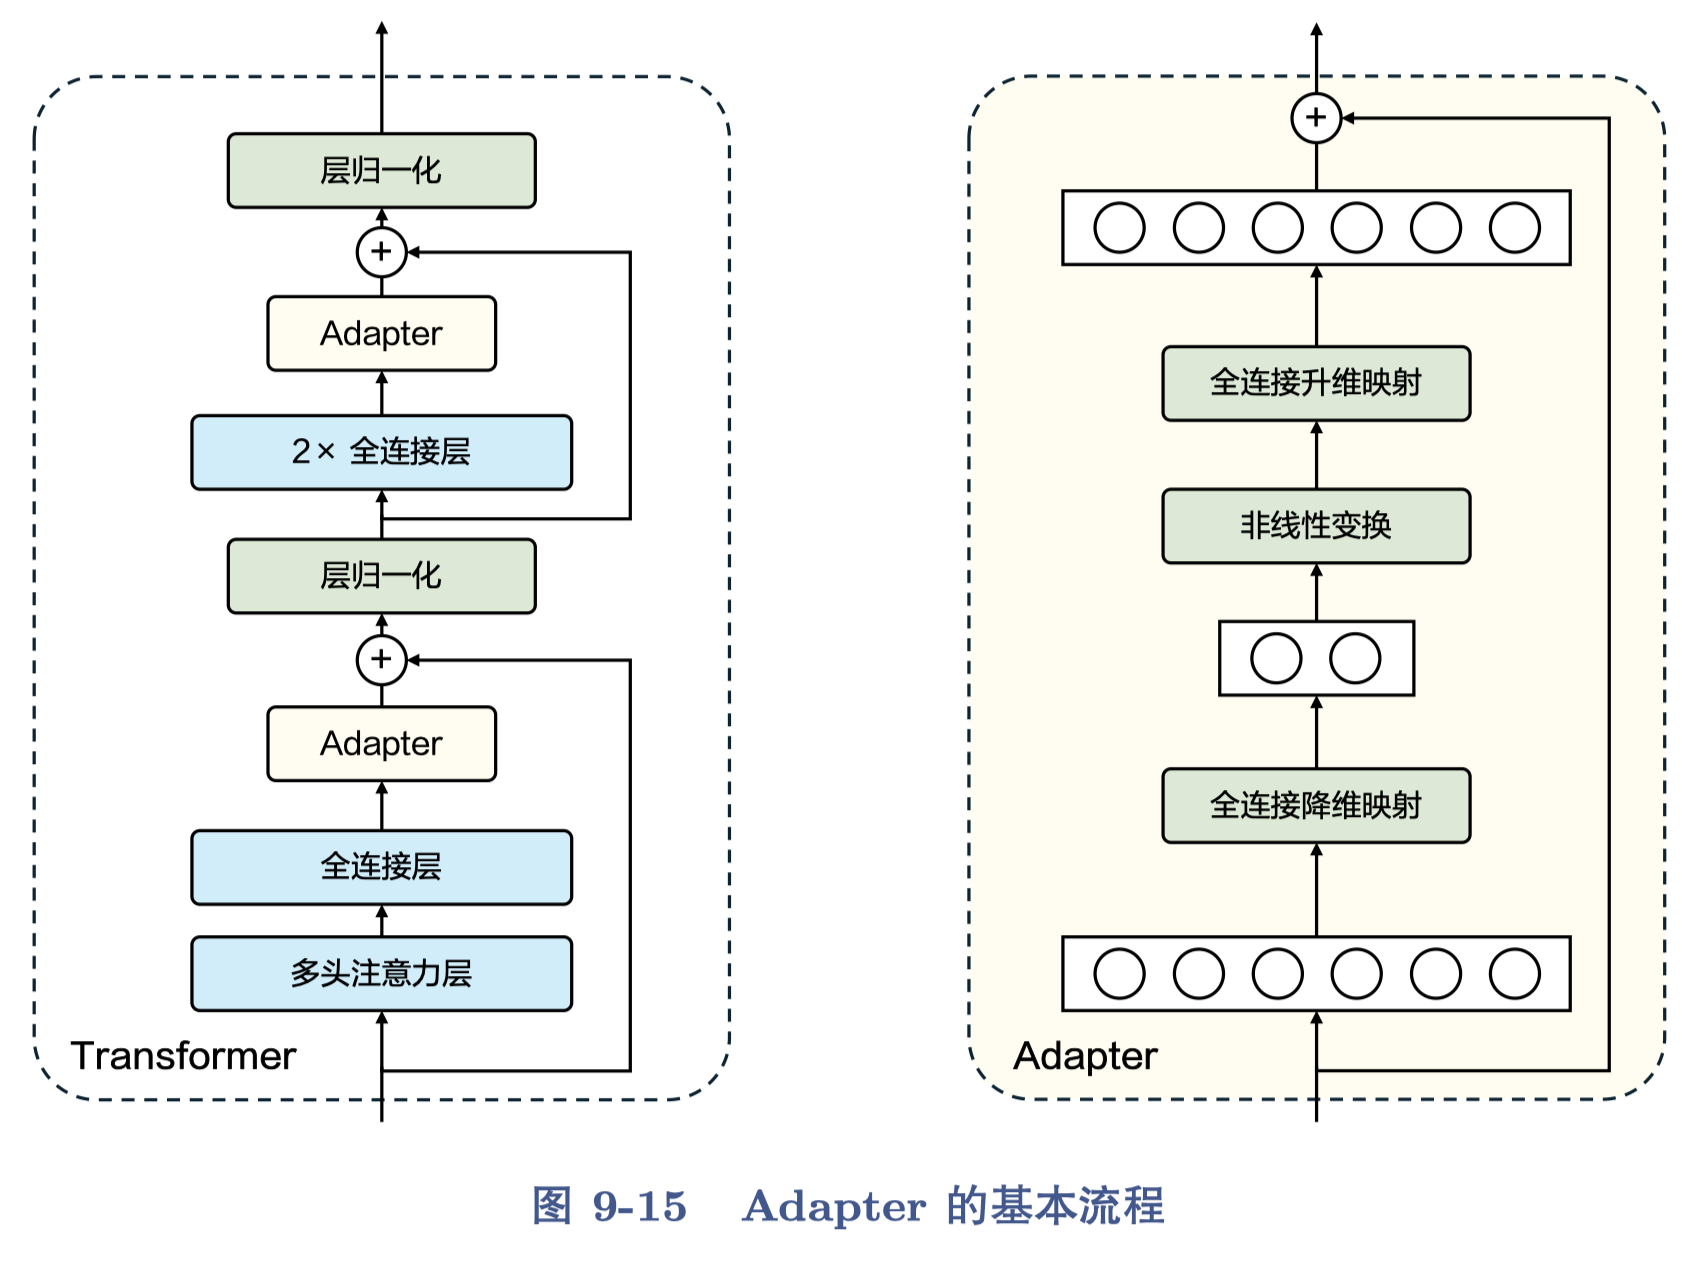 层归一化
Adapter
2× 全连接层
层归一化
Adapter
全连接层
多头注意力层
Transformer
全连接升维映射
非线性变换
全连接降维映射
Adapter
图 9-15 Adapter 的基本流程